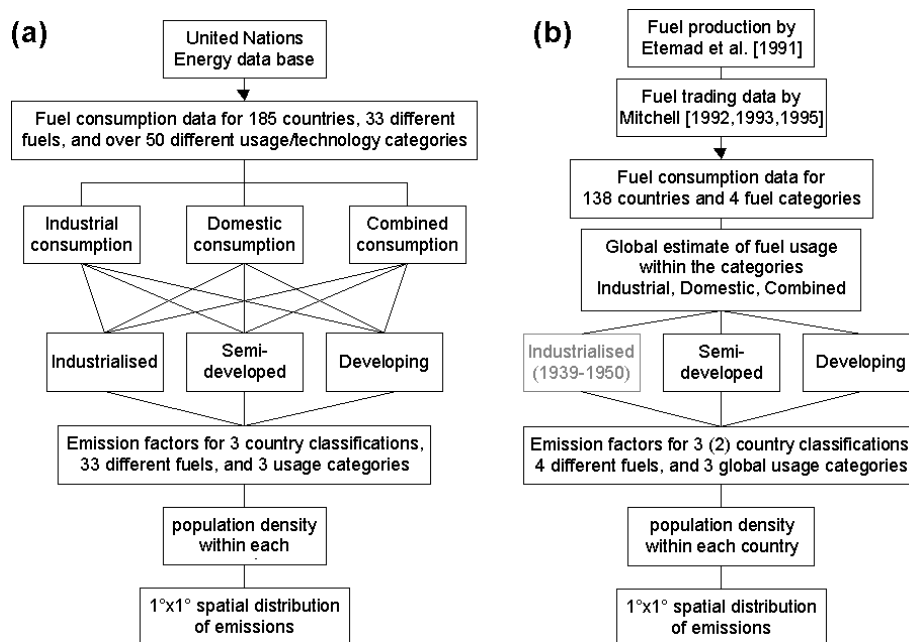 (a)
United Nations
Energy data base
Fuel consumption data for 185 countries, 33 different
fuels, and over 50 different usage/technology categories
Industrial
consumption
Domestic
consumption
Combined
consumption
Industrialised
Semi-
developed
Developing
Emission factors for 3 country classifications,
33 different fuels, and 3 usage categories
population density
within each
1°x1° spatial distribution
of emissions
(b)
Fuel production by
Etemad et al. [1991]
Fuel trading data by
Mitchell [1992,1993,1995]
Fuel consumption data for
138 countries and 4 fuel categories
Global estimate of fuel usage
within the categories
Industrial, Domestic, Combined
Industrialised
(1939-1950)
Semi-
developed
Developing
Emission factors for 3 (2) country classifications
4 different fuels, and 3 global usage categories
population density
within each country
1°x1° spatial distribution
of emissions